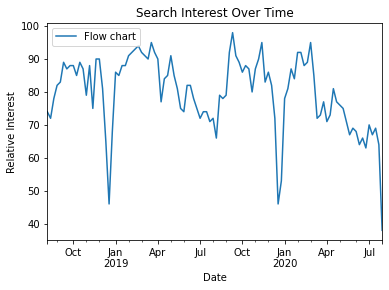 Search Interest Over Time
Flow chart
Relative Interest
100
90
80
70
60
50
40
Oct
Jan
2019
Apr
Jul
Oct
Jan
2020
Apr
Jul
Date